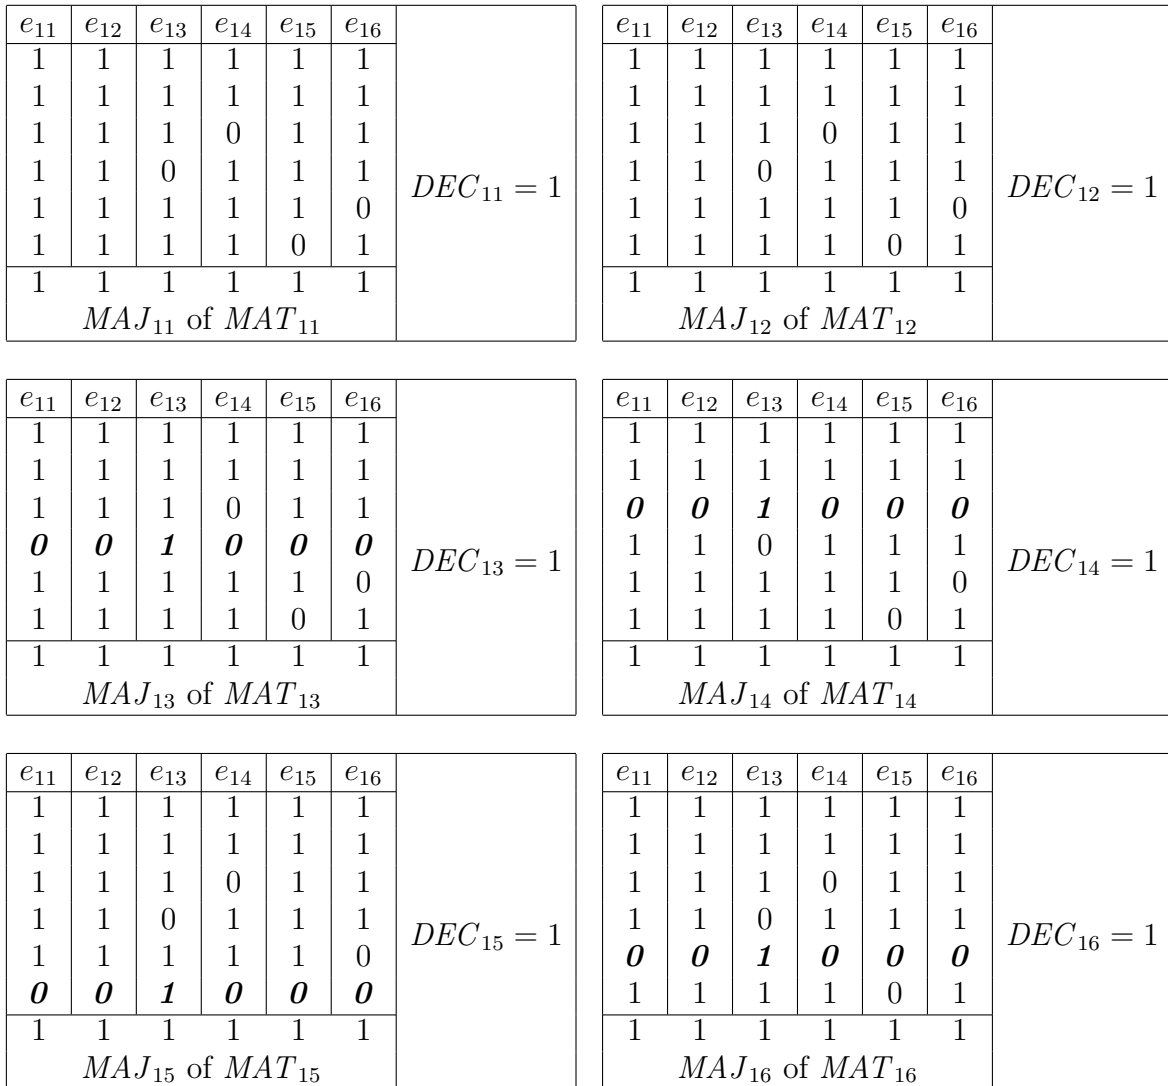 e₁₁ e₁₂ e₁₃ e₁₄ e₁₅ e₁₆
1 1 1 1 1 1
1 1 1 1 1 1
1 1 1 0 1 1
1 1 0 1 1 1
1 1 1 1 1 0
1 1 1 1 0 1
1 1 1 1 1 1
MAJ₁₁ of MAT₁₁
DEC₁₁ = 1
e₁₁ e₁₂ e₁₃ e₁₄ e₁₅ e₁₆
1 1 1 1 1 1
1 1 1 1 1 1
1 1 1 0 1 1
1 1 0 1 1 1
1 1 1 1 1 0
1 1 1 1 0 1
1 1 1 1 1 1
MAJ₁₂ of MAT₁₂
DEC₁₂ = 1
e₁₁ e₁₂ e₁₃ e₁₄ e₁₅ e₁₆
1 1 1 1 1 1
1 1 1 1 1 1
1 1 1 0 1 1
0 0 1 0 0 0
1 1 1 1 1 0
1 1 1 1 0 1
1 1 1 1 1 1
MAJ₁₃ of MAT₁₃
DEC₁₃ = 1
e₁₁ e₁₂ e₁₃ e₁₄ e₁₅ e₁₆
1 1 1 1 1 1
1 1 1 1 1 1
0 0 1 0 0 0
1 1 0 1 1 1
1 1 1 1 1 0
1 1 1 1 0 1
1 1 1 1 1 1
MAJ₁₄ of MAT₁₄
DEC₁₄ = 1
e₁₁ e₁₂ e₁₃ e₁₄ e₁₅ e₁₆
1 1 1 1 1 1
1 1 1 1 1 1
1 1 1 0 1 1
1 1 0 1 1 1
1 1 1 1 1 0
0 0 1 0 0 0
1 1 1 1 1 1
MAJ₁₅ of MAT₁₅
DEC₁₅ = 1
e₁₁ e₁₂ e₁₃ e₁₄ e₁₅ e₁₆
1 1 1 1 1 1
1 1 1 1 1 1
1 1 1 0 1 1
1 1 0 1 1 1
0 0 1 0 0 0
1 1 1 1 0 1
1 1 1 1 1 1
MAJ₁₆ of MAT₁₆
DEC₁₆ = 1